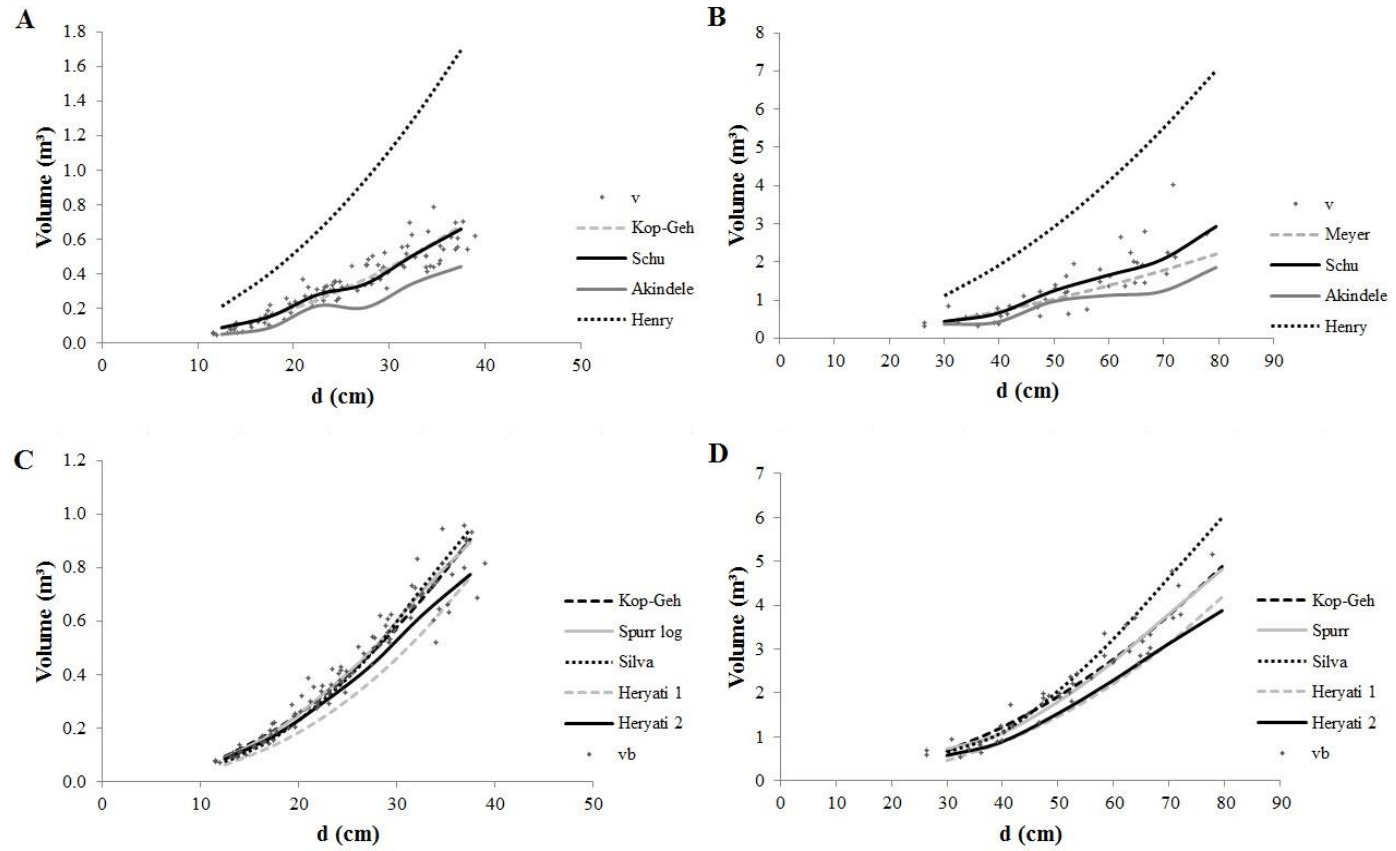 A
1.8
1.6
1.4
1.2
1.0
0.8
0.6
0.4
0.2
0.0
Volume (m³)
0 10 20 30 40 50
d (cm)
v
Kop-Geh
Schu
Akindele
Henry
B
8
7
6
5
4
3
2
1
0
Volume (m³)
0 10 20 30 40 50 60 70 80 90
d (cm)
v
Meyer
Schu
Akindele
Henry
C
1.2
1.0
0.8
0.6
0.4
0.2
0.0
Volume (m³)
0 10 20 30 40 50
d (cm)
Kop-Geh
Spurr log
Silva
Heryati 1
Heryati 2
vb
D
7
6
5
4
3
2
1
0
Volume (m³)
0 10 20 30 40 50 60 70 80 90
d (cm)
Kop-Geh
Spurr
Silva
Heryati 1
Heryati 2
vb